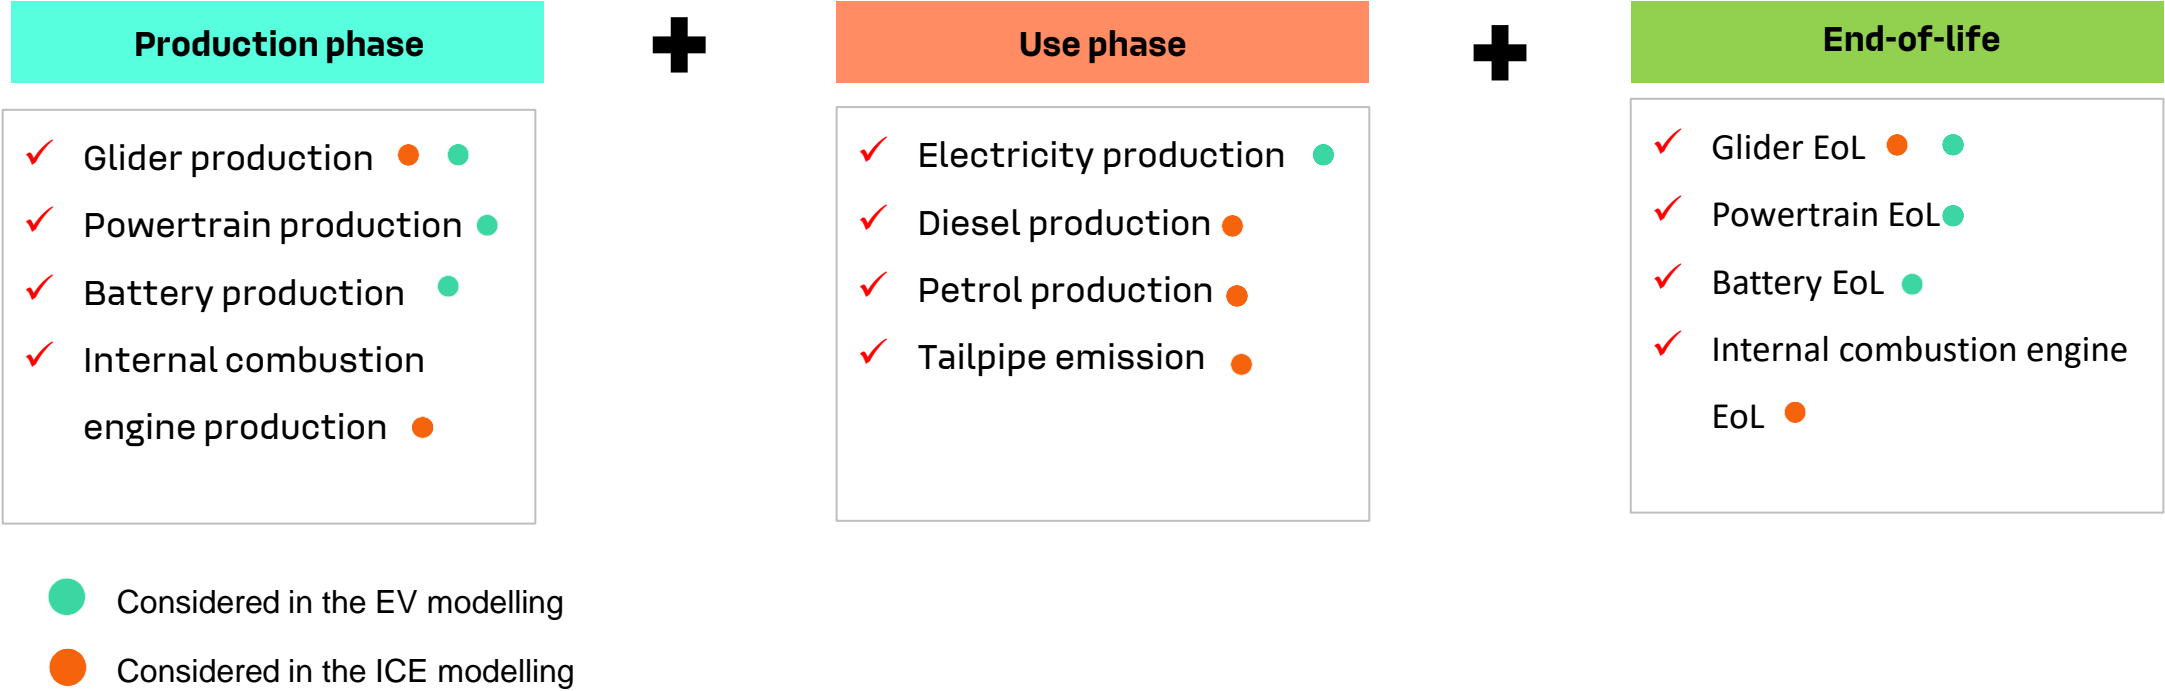 Production phase
Glider production
Powertrain production
Battery production
Internal combustion
engine production
Use phase
Electricity production
Diesel production
Petrol production
Tailpipe emission
End-of-life
Glider EoL
Powertrain EoL
Battery EoL
Internal combustion engine
EoL
Considered in the EV modelling
Considered in the ICE modelling